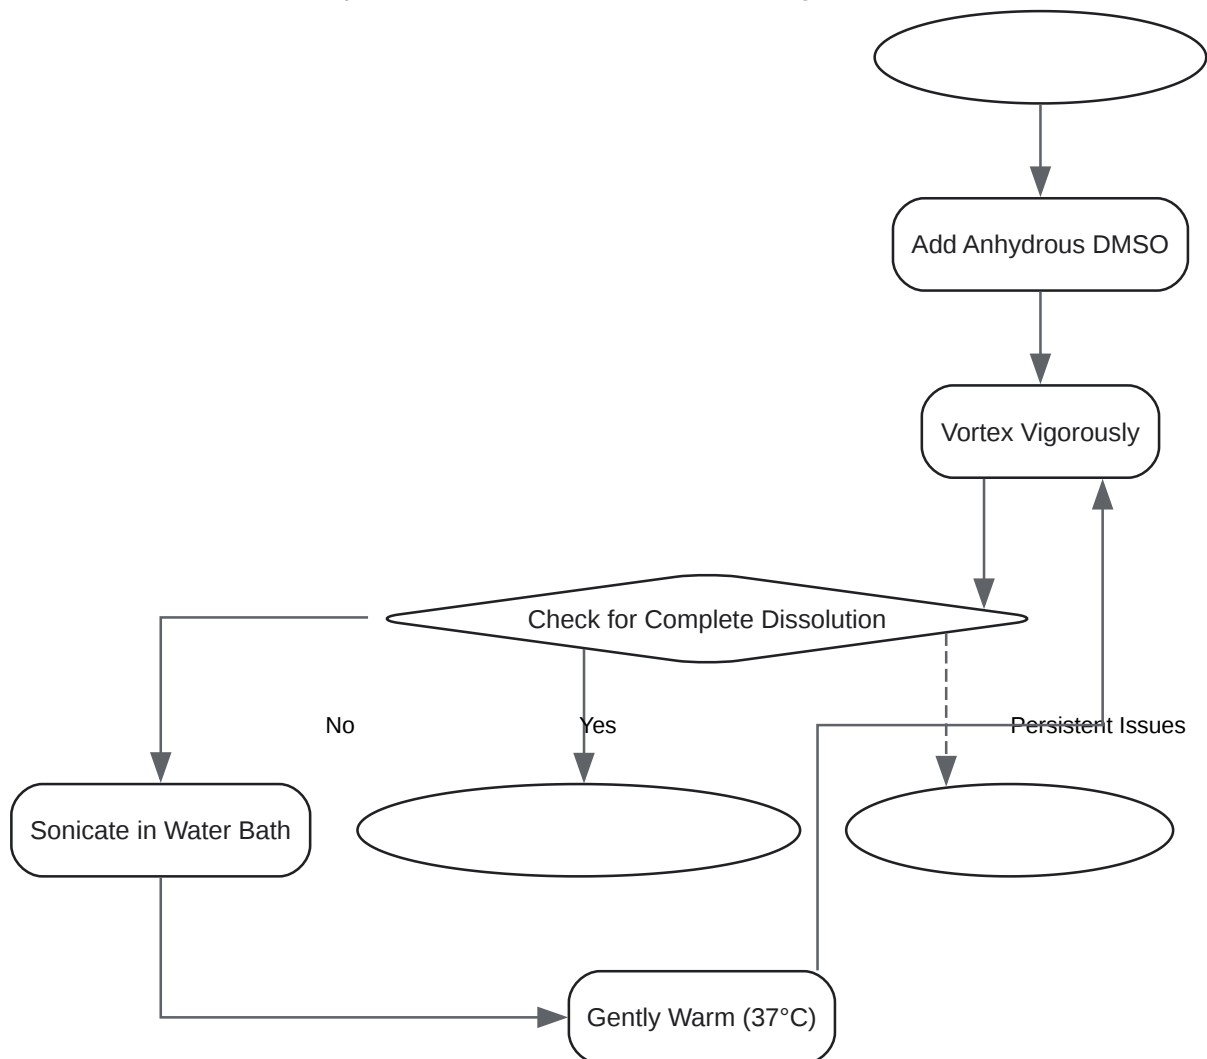 Add Anhydrous DMSO
Vortex Vigorously
Check for Complete Dissolution
No
Yes
Persistent Issues
Sonicate in Water Bath
Gently Warm (37°C)